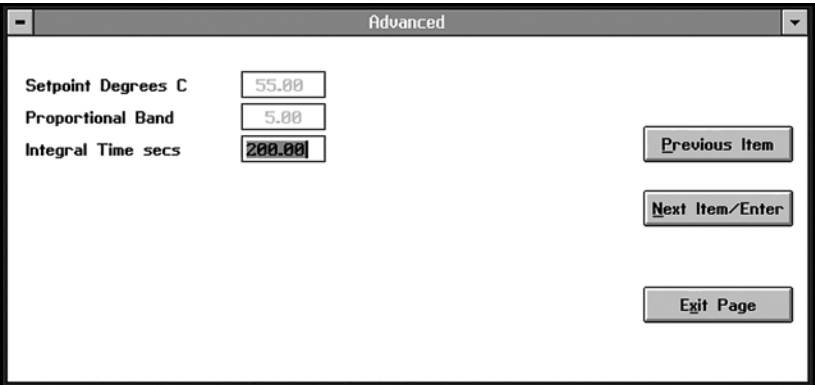 Advanced
Setpoint Degrees C 55.00
Proportional Band 5.00
Integral Time secs 200.00
Previous Item
Next Item/Enter
Exit Page